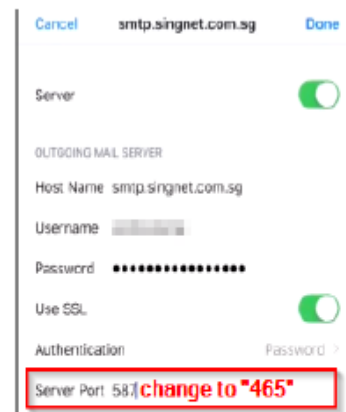 Cancel smtp.singnet.com.sg Done
Server
OUTGOING MAIL SERVER
Host Name smtp.singnet.com.sg
Username
Password ••••••••••••••••
Use SSL
Authentication Password >
Server Port 587 change to "465"